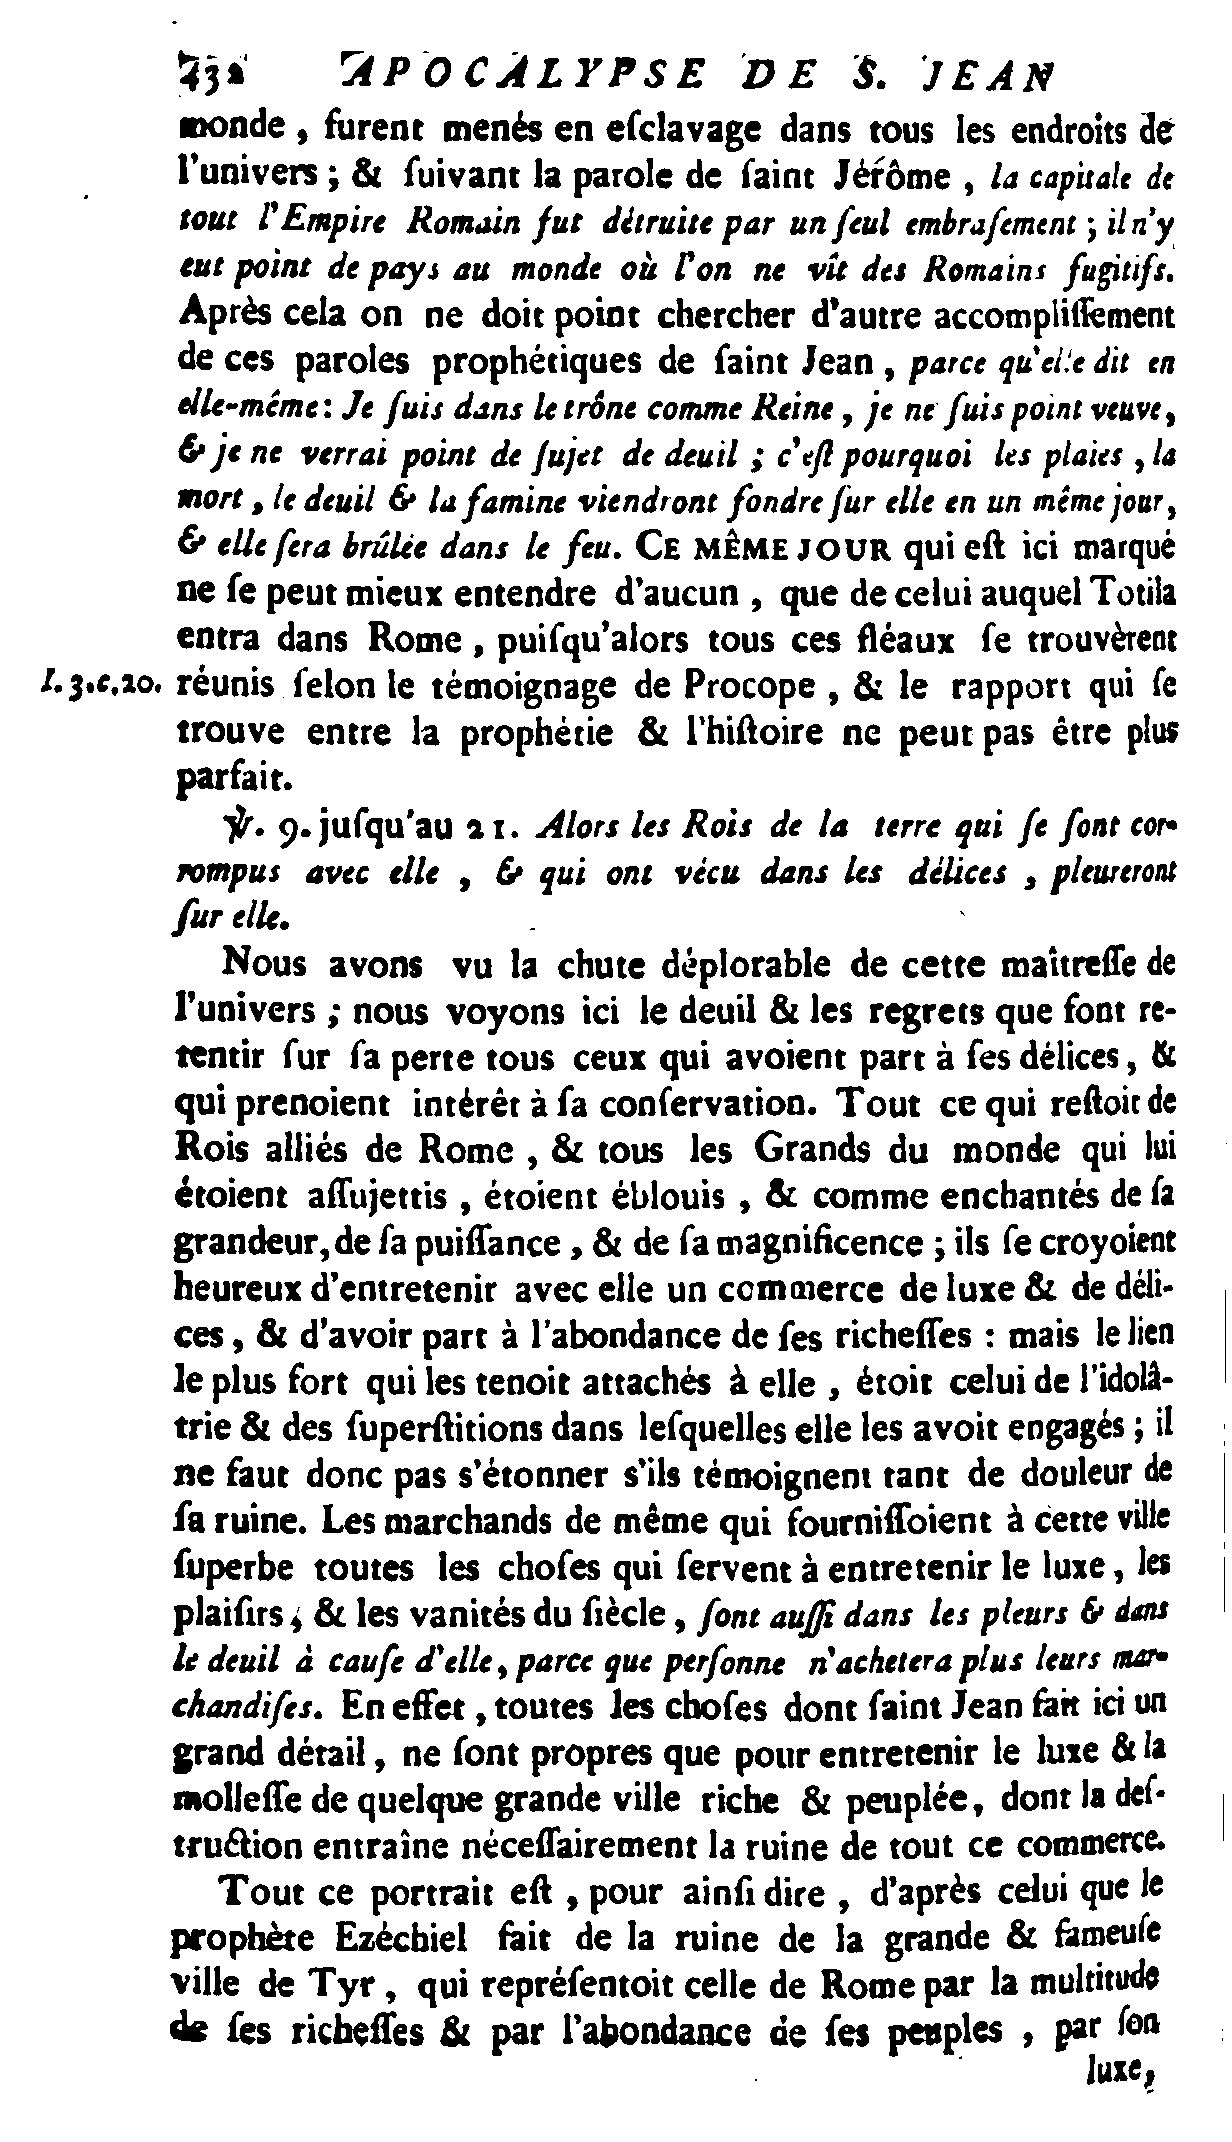 432 APOCALYPSE DE S. JEAN
monde, furent menés en eſclavage dans tous les endroits de
l'univers ; & ſuivant la parole de ſaint Jérôme, la capitale de
tout l'Empire Romain fut détruite par un ſeul embraſement ; il n'y
eut point de pays au monde où l'on ne vît des Romains fugitifs.
Après cela on ne doit point chercher d'autre accompliſſement
de ces paroles prophétiques de ſaint Jean, parce qu'elle dit en
elle-même : Je ſuis dans le trône comme Reine, je ne ſuis point veuve,
& je ne verrai point de ſujet de deuil ; c'eſt pourquoi les plaies, la
mort, le deuil & la famine viendront fondre ſur elle en un même jour,
& elle ſera brûlée dans le feu. CE MÊME JOUR qui eſt ici marqué
ne ſe peut mieux entendre d'aucun, que de celui auquel Totila
entra dans Rome, puiſqu'alors tous ces fléaux ſe trouvèrent
l. 3. c. 20. réunis ſelon le témoignage de Procope, & le rapport qui ſe
trouve entre la prophétie & l'hiſtoire ne peut pas être plus
parfait.
℣. 9. juſqu'au 21. Alors les Rois de la terre qui ſe ſont cor-
rompus avec elle, & qui ont vécu dans les délices, pleureront
ſur elle.
Nous avons vu la chute déplorable de cette maîtreſſe de
l'univers ; nous voyons ici le deuil & les regrets que font re-
tentir ſur ſa perte tous ceux qui avoient part à ſes délices, &
qui prenoient intérêt à ſa conſervation. Tout ce qui reſtoit de
Rois alliés de Rome, & tous les Grands du monde qui lui
étoient aſſujettis, étoient éblouis, & comme enchantés de ſa
grandeur, de ſa puiſſance, & de ſa magnificence ; ils ſe croyoient
heureux d'entretenir avec elle un commerce de luxe & de déli-
ces, & d'avoir part à l'abondance de ſes richeſſes : mais le lien
le plus fort qui les tenoit attachés à elle, étoit celui de l'idolâ-
trie & des ſuperſtitions dans leſquelles elle les avoit engagés ; il
ne faut donc pas s'étonner s'ils témoignent tant de douleur de
ſa ruine. Les marchands de même qui fourniſſoient à cette ville
ſuperbe toutes les choſes qui ſervent à entretenir le luxe, les
plaiſirs, & les vanités du ſiècle, ſont auſſi dans les pleurs & dans
le deuil à cauſe d'elle, parce que perſonne n'achetera plus leurs mar-
chandiſes. En effet, toutes les choſes dont ſaint Jean fait ici un
grand détail, ne ſont propres que pour entretenir le luxe & la
molleſſe de quelque grande ville riche & peuplée, dont la deſ-
truction entraîne néceſſairement la ruine de tout ce commerce.
Tout ce portrait eſt, pour ainſi dire, d'après celui que le
prophète Ezéchiel fait de la ruine de la grande & fameuſe
ville de Tyr, qui repréſentoit celle de Rome par la multitude
de ſes richeſſes & par l'abondance de ſes peuples, par ſon
luxe,